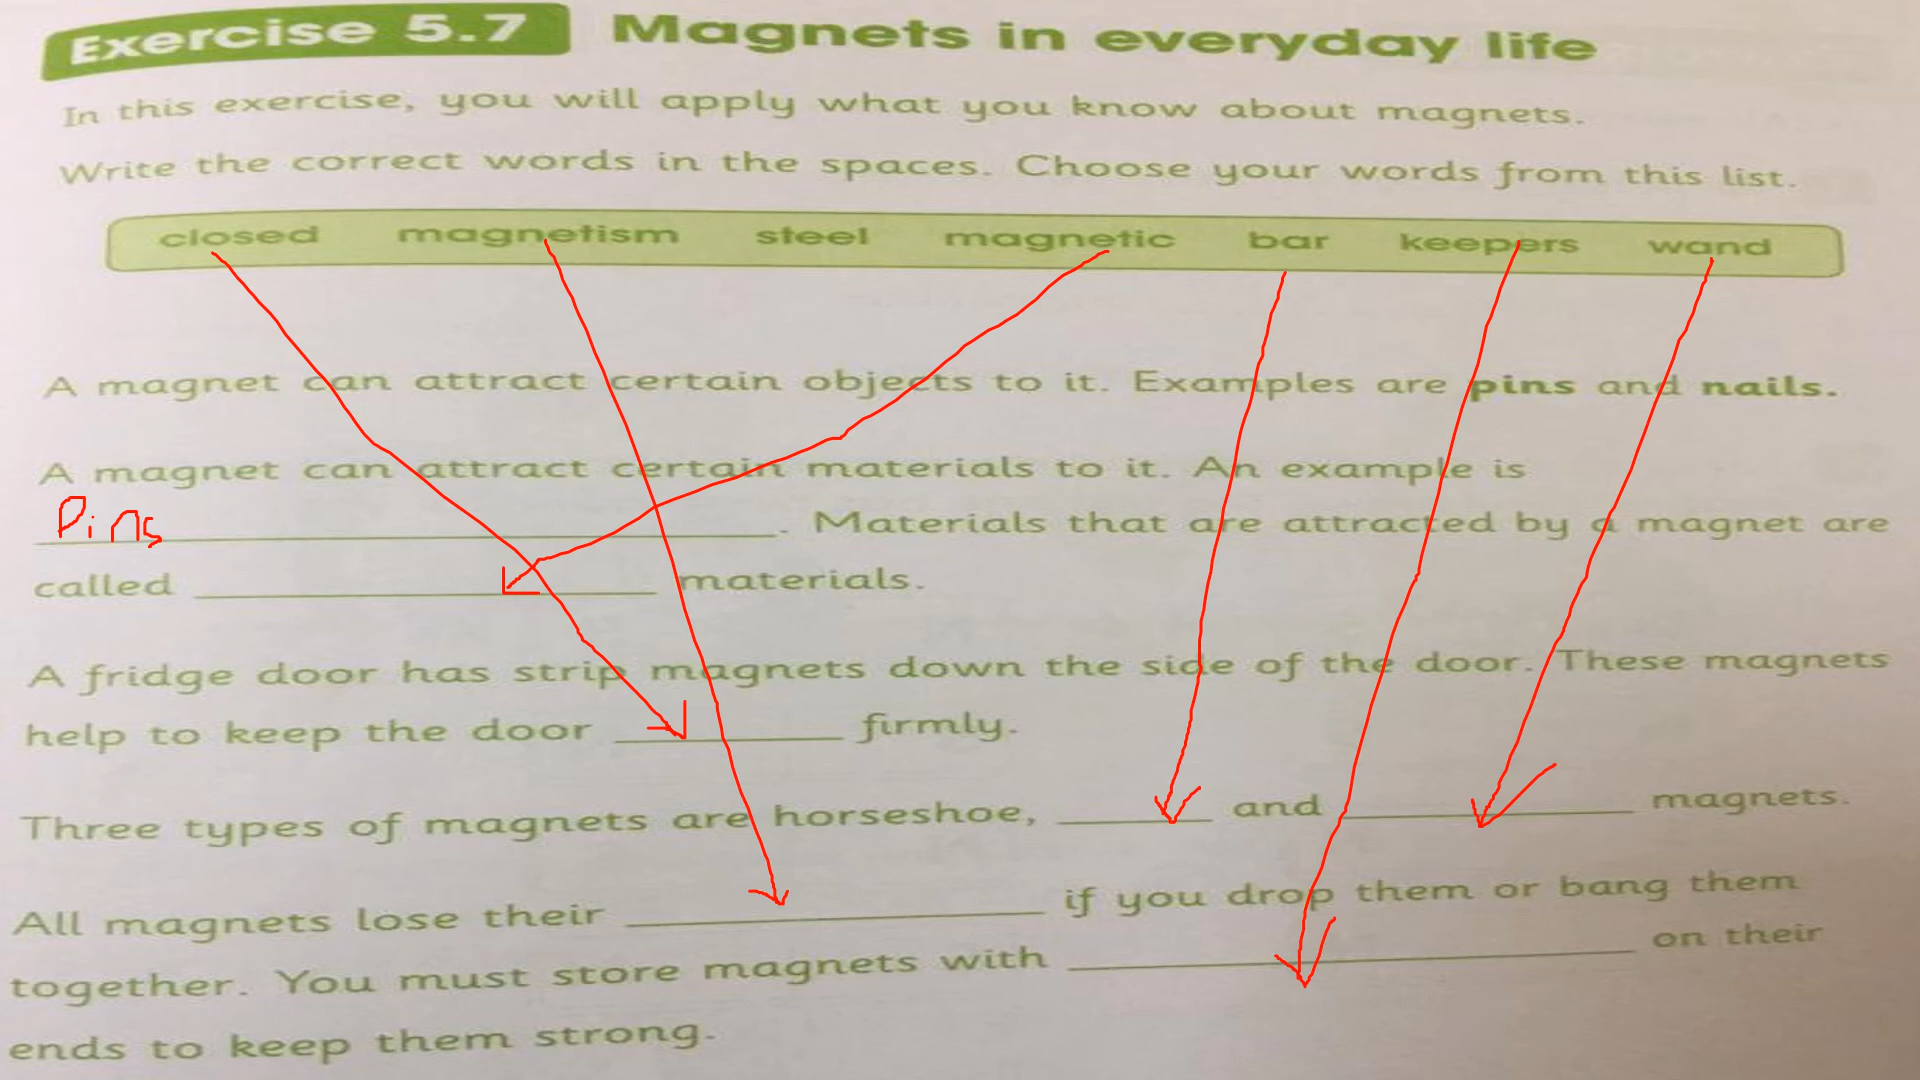 Exercise 5.7 Magnets in everyday life
In this exercise, you will apply what you know about magnets.
Write the correct words in the spaces. Choose your words from this list.
closed magnetism steel magnetic bar keepers wand
A magnet can attract certain objects to it. Examples are pins and nails.
A magnet can attract certain materials to it. An example is
Pins. Materials that are attracted by a magnet are
called materials.
A fridge door has strip magnets down the side of the door. These magnets
help to keep the door firmly.
Three types of magnets are horseshoe, and magnets.
All magnets lose their if you drop them or bang them
together. You must store magnets with on their
ends to keep them strong.